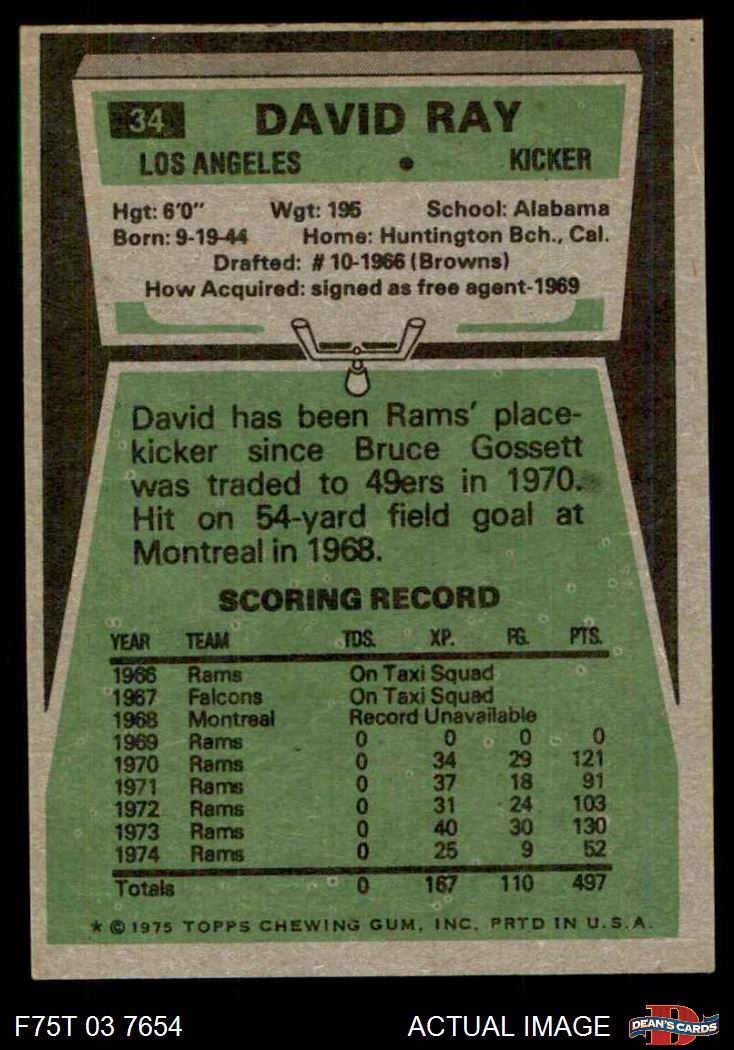 34 DAVID RAY
LOS ANGELES • KICKER
Hgt: 6'0" Wgt: 195 School: Alabama
Born: 9-19-44 Home: Huntington Bch., Cal.
Drafted: # 10-1966 (Browns)
How Acquired: signed as free agent-1969
David has been Rams' place-
kicker since Bruce Gossett
was traded to 49ers in 1970.
Hit on 54-yard field goal at
Montreal in 1968.
SCORING RECORD
YEAR TEAM TDS. XP. FG. PTS.
1966 Rams On Taxi Squad
1967 Falcons On Taxi Squad
1968 Montreal Record Unavailable
1969 Rams 0 0 0 0
1970 Rams 0 34 29 121
1971 Rams 0 37 18 91
1972 Rams 0 31 24 103
1973 Rams 0 40 30 130
1974 Rams 0 25 9 52
Totals 0 167 110 497
* © 1975 TOPPS CHEWING GUM, INC. PRTD IN U.S.A.
F75T 03 7654 ACTUAL IMAGE D DEAN'S CARDS